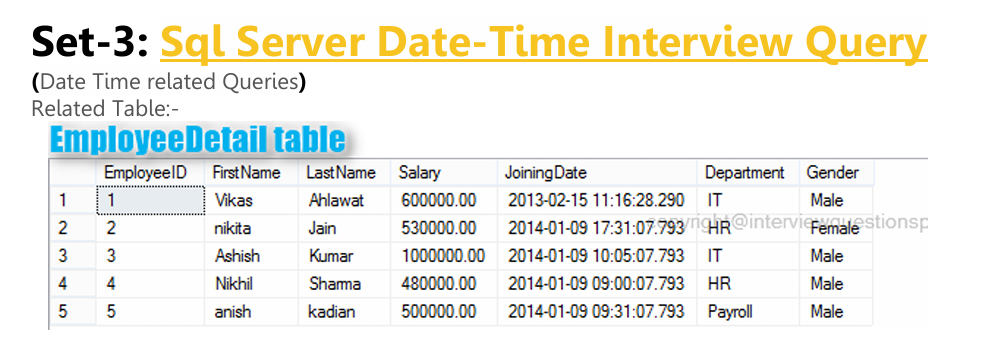 Set-3: Sql Server Date-Time Interview Query
(Date Time related Queries)
Related Table:-
EmployeeDetail table
EmployeeID FirstName LastName Salary JoiningDate Department Gender
1 1 Vikas Ahlawat 600000.00 2013-02-15 11:16:28.290 IT Male
copyright@interviewquestionsp
2 2 nikita Jain 530000.00 2014-01-09 17:31:07.793 HR Female
3 3 Ashish Kumar 1000000.00 2014-01-09 10:05:07.793 IT Male
4 4 Nikhil Sharma 480000.00 2014-01-09 09:00:07.793 HR Male
5 5 anish kadian 500000.00 2014-01-09 09:31:07.793 Payroll Male